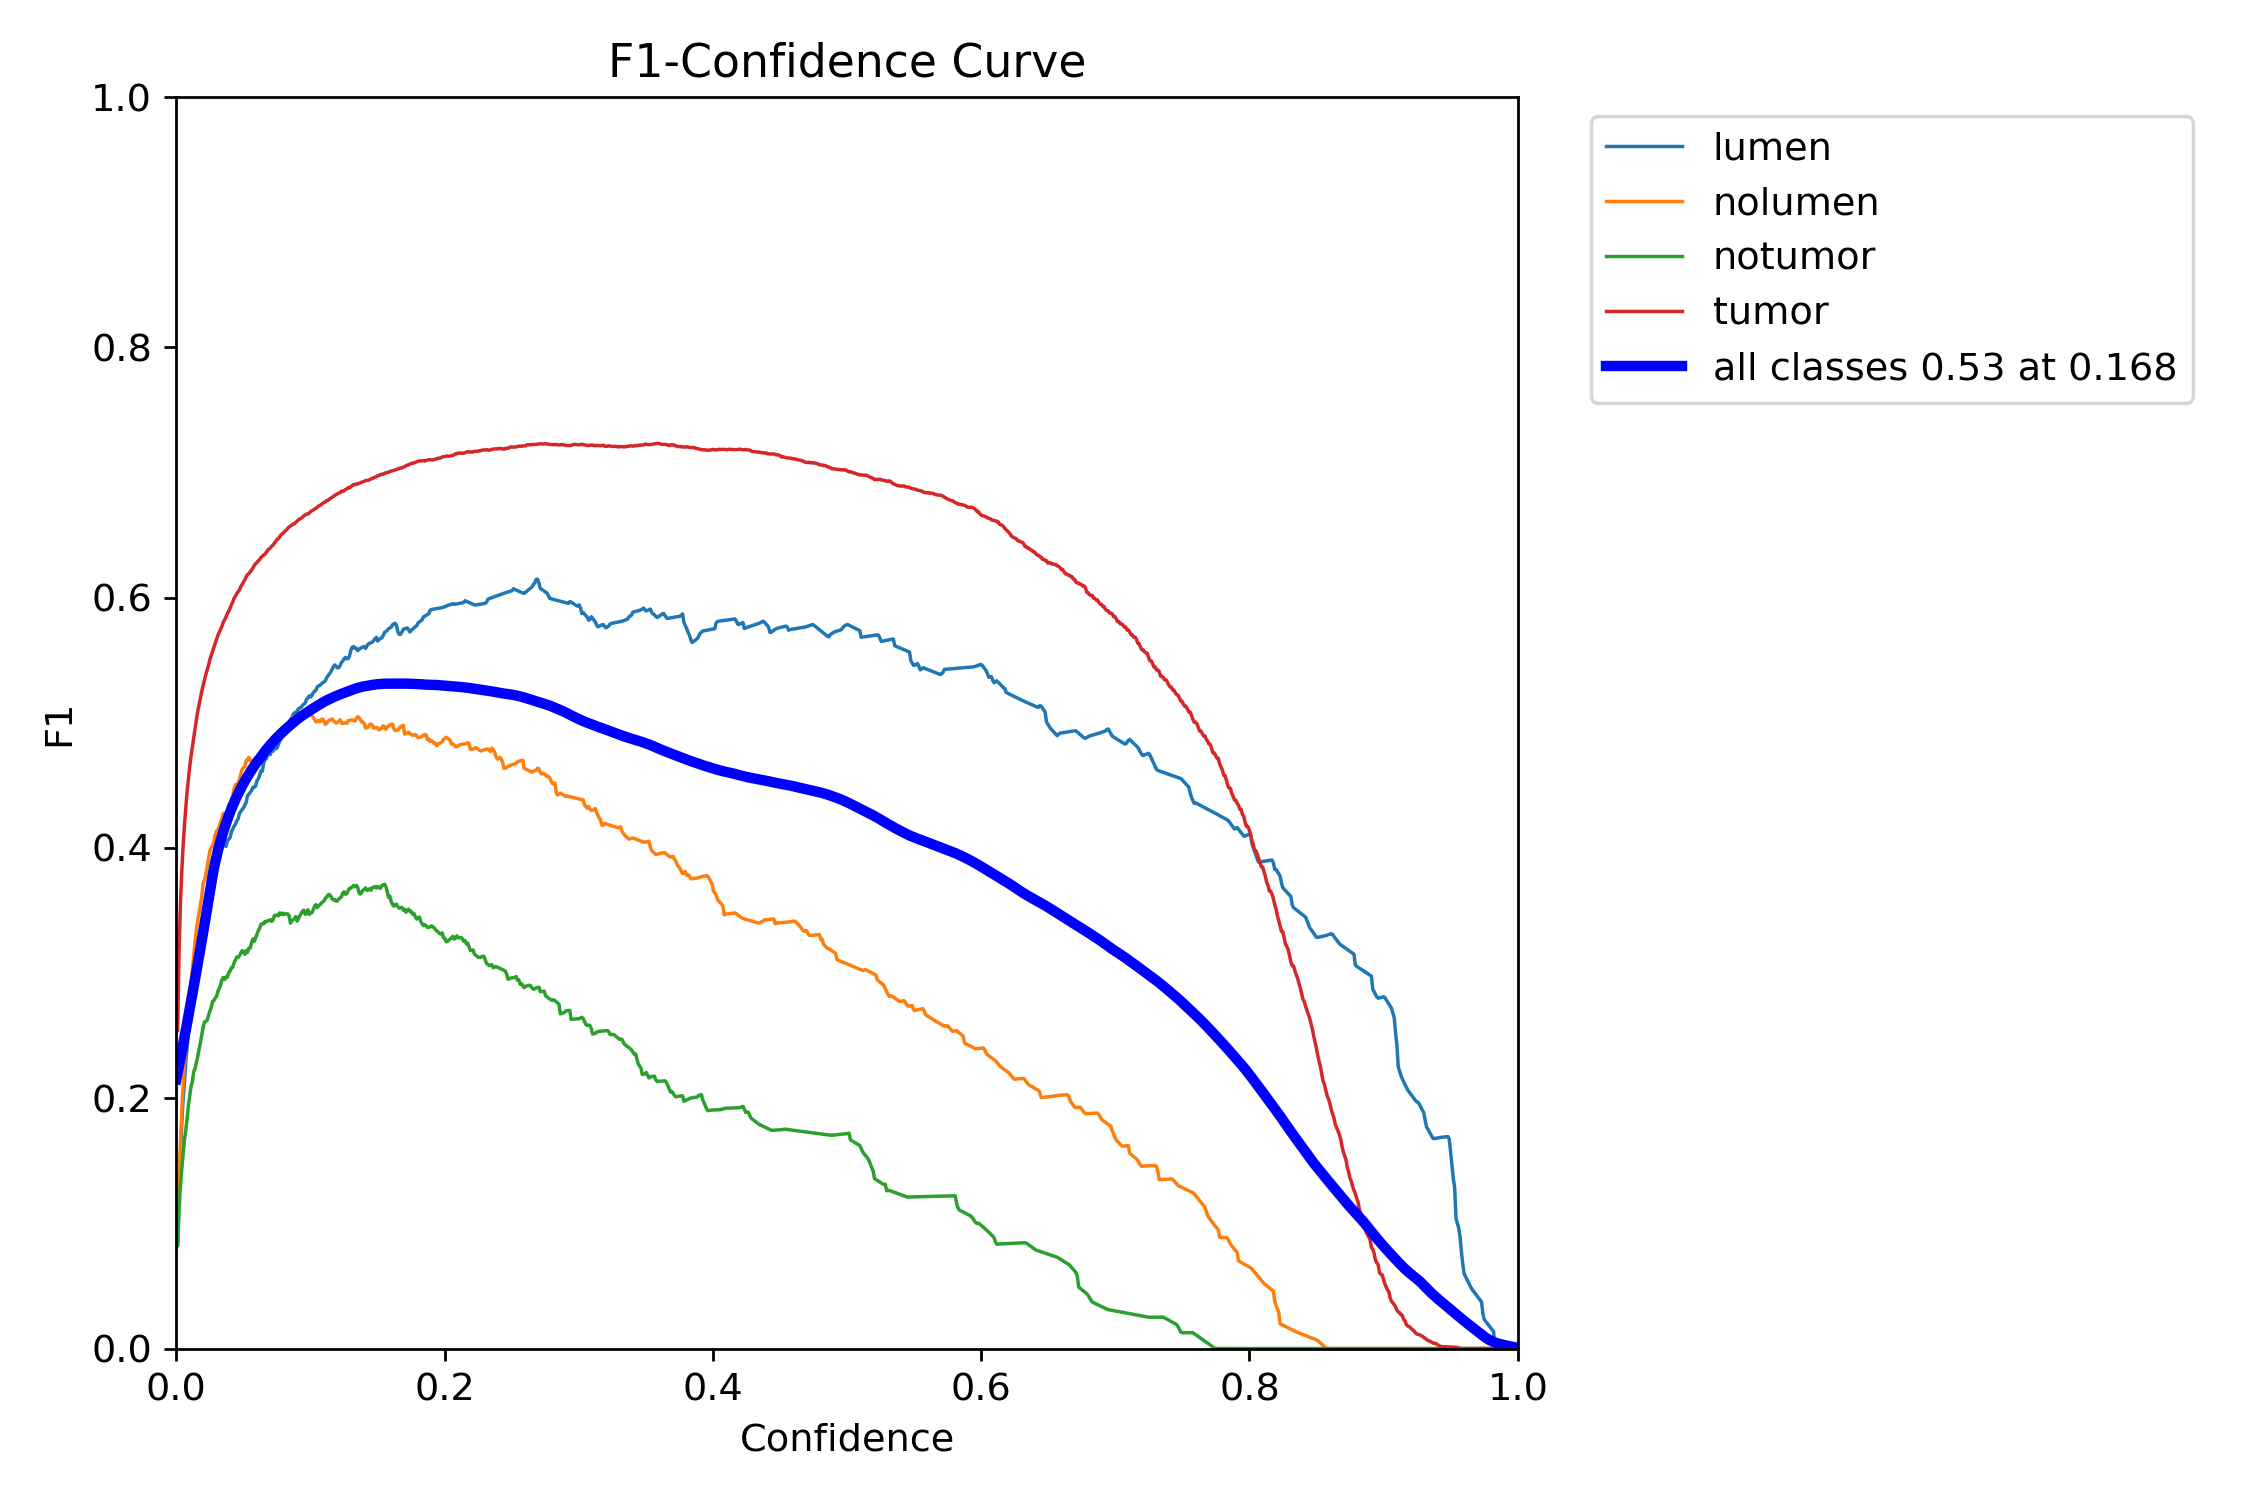 F1-Confidence Curve
1.0
0.8
0.6
0.4
0.2
0.0
F1
0.0 0.2 0.4 0.6 0.8 1.0
Confidence
lumen
nolumen
notumor
tumor
all classes 0.53 at 0.168